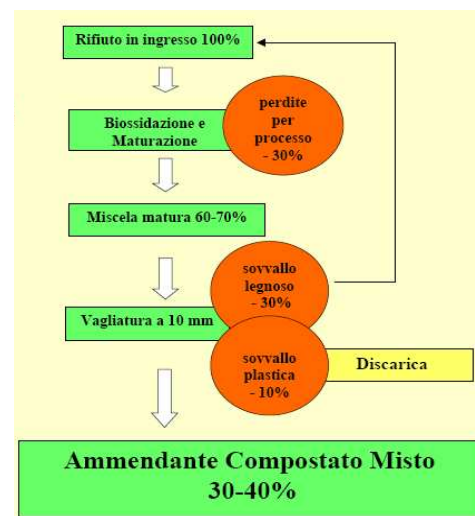 Rifiuto in ingresso 100%
Biossidazione e
Maturazione
perdite
per
processo
- 30%
Miscela matura 60-70%
sovvallo
legnoso
- 30%
Vagliatura a 10 mm
sovvallo
plastica
- 10%
Discarica
Ammendante Compostato Misto
30-40%